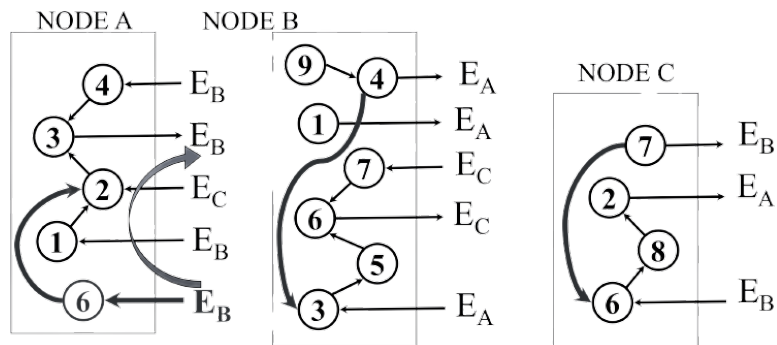 NODE A
4 E_B
3 E_B
2 E_C
1 E_B
6 E_B
NODE B
9
4 E_A
1 E_A
7 E_C
6 E_C
5
3 E_A
NODE C
7 E_B
2 E_A
8
6 E_B